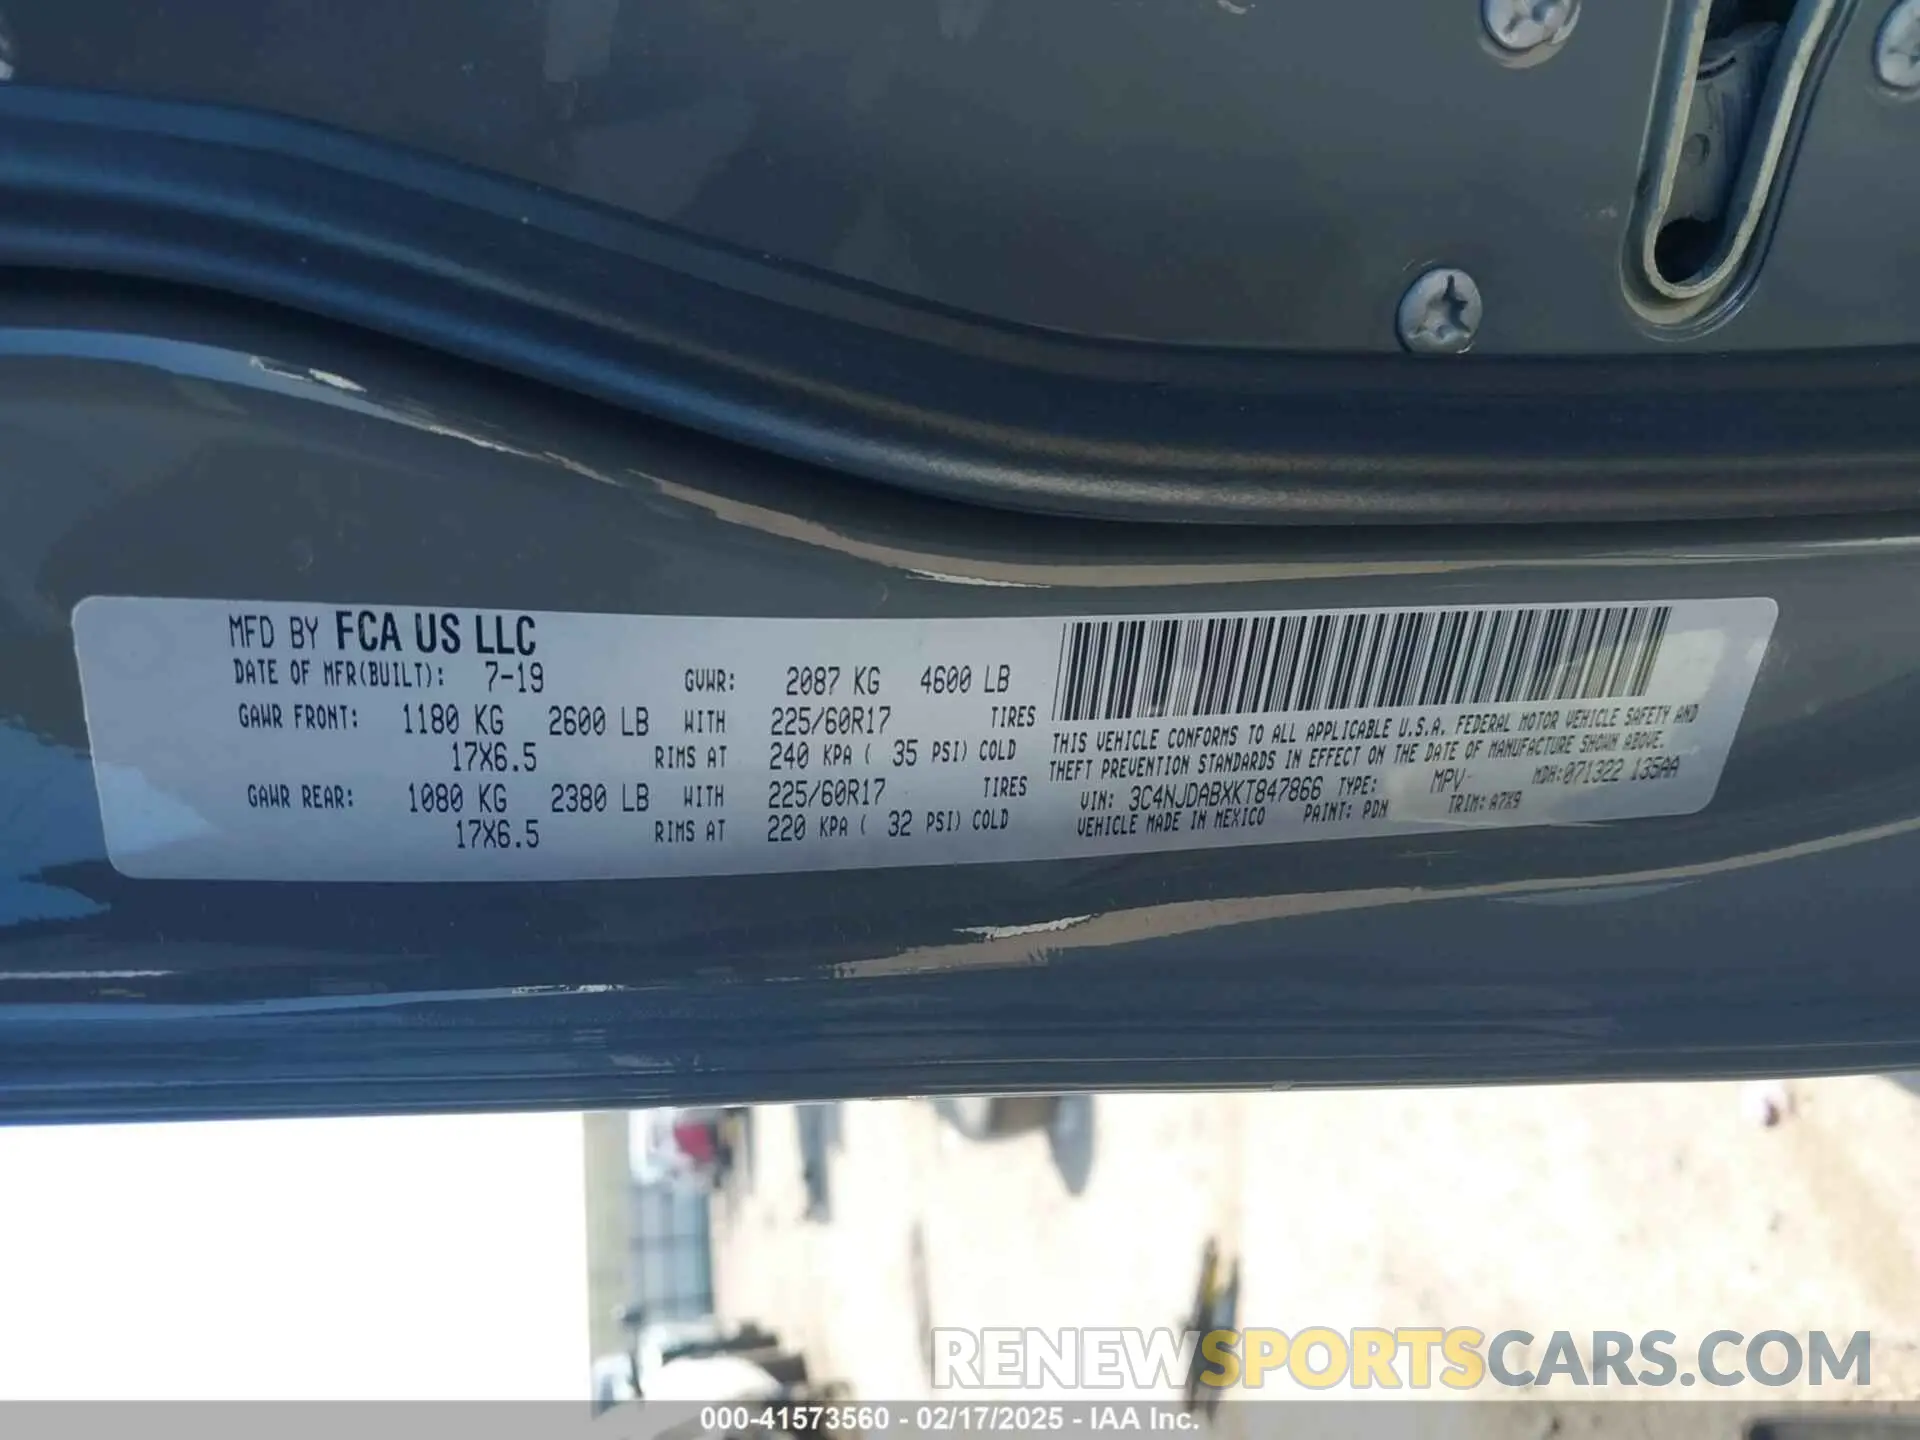 MFD BY FCA US LLC
DATE OF MFR(BUILT): 7-19 GVWR: 2087 KG 4600 LB
GAWR FRONT: 1180 KG 2600 LB WITH 225/60R17 TIRES
17X6.5 RIMS AT 240 KPA ( 35 PSI) COLD
GAWR REAR: 1080 KG 2380 LB WITH 225/60R17 TIRES
17X6.5 RIMS AT 220 KPA ( 32 PSI) COLD
THIS VEHICLE CONFORMS TO ALL APPLICABLE U.S.A. FEDERAL MOTOR VEHICLE SAFETY AND
THEFT PREVENTION STANDARDS IN EFFECT ON THE DATE OF MANUFACTURE SHOWN ABOVE.
VIN: 3C4NJDABXKT847866 TYPE: MPV MDH:071322 135AA
VEHICLE MADE IN MEXICO PAINT: PDN TRIM: A7X9
RENEWSPORTSCARS.COM
000-41573560 - 02/17/2025 - IAA Inc.